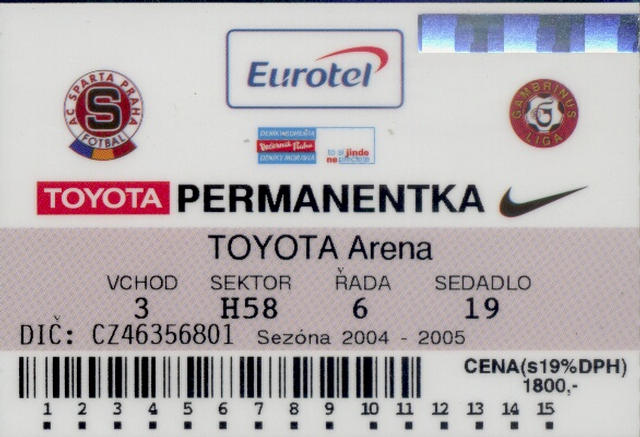 Eurotel
AC SPARTA PRAHA
FOTBAL
S
GAMBRINUS
LIGA
G
DENÍKY BOHEMIA
Večerník Praha
DENÍKY MORAVIA
to si jinde
nepřečtete
TOYOTA PERMANENTKA
TOYOTA Arena
VCHOD SEKTOR ŘADA SEDADLO
3 H58 6 19
DIČ: CZ46356801 Sezóna 2004 - 2005
CENA(s19%DPH)
1800,-
1 2 3 4 5 6 7 8 9 10 11 12 13 14 15